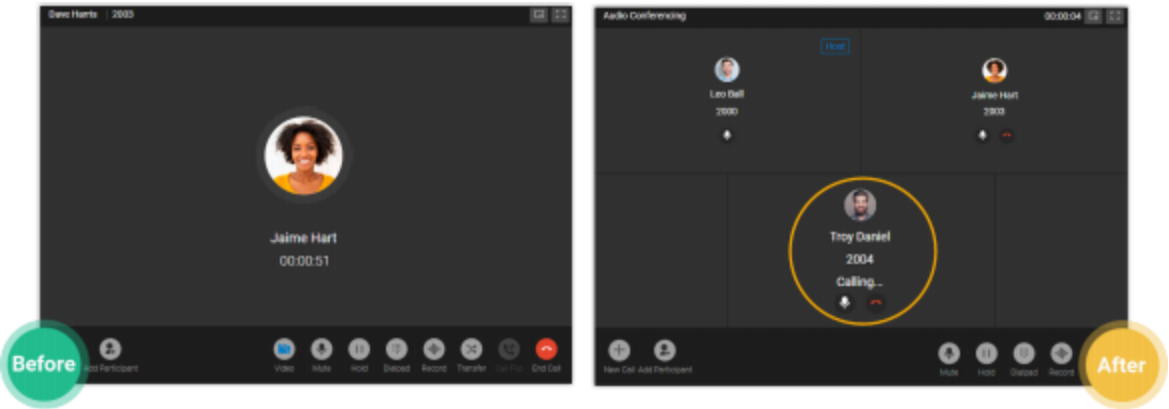 Dave Harris | 2003
Jaime Hart
00:00:51
Before
Add Participant
Video
Mute
Hold
Dialpad
Record
Transfer
End Call
Audio Conferencing
00:00:04
Host
Leo Ball
2000
Jaime Hart
2003
Troy Daniel
2004
Calling...
New Call
Add Participant
Mute
Hold
Dialpad
Record
After